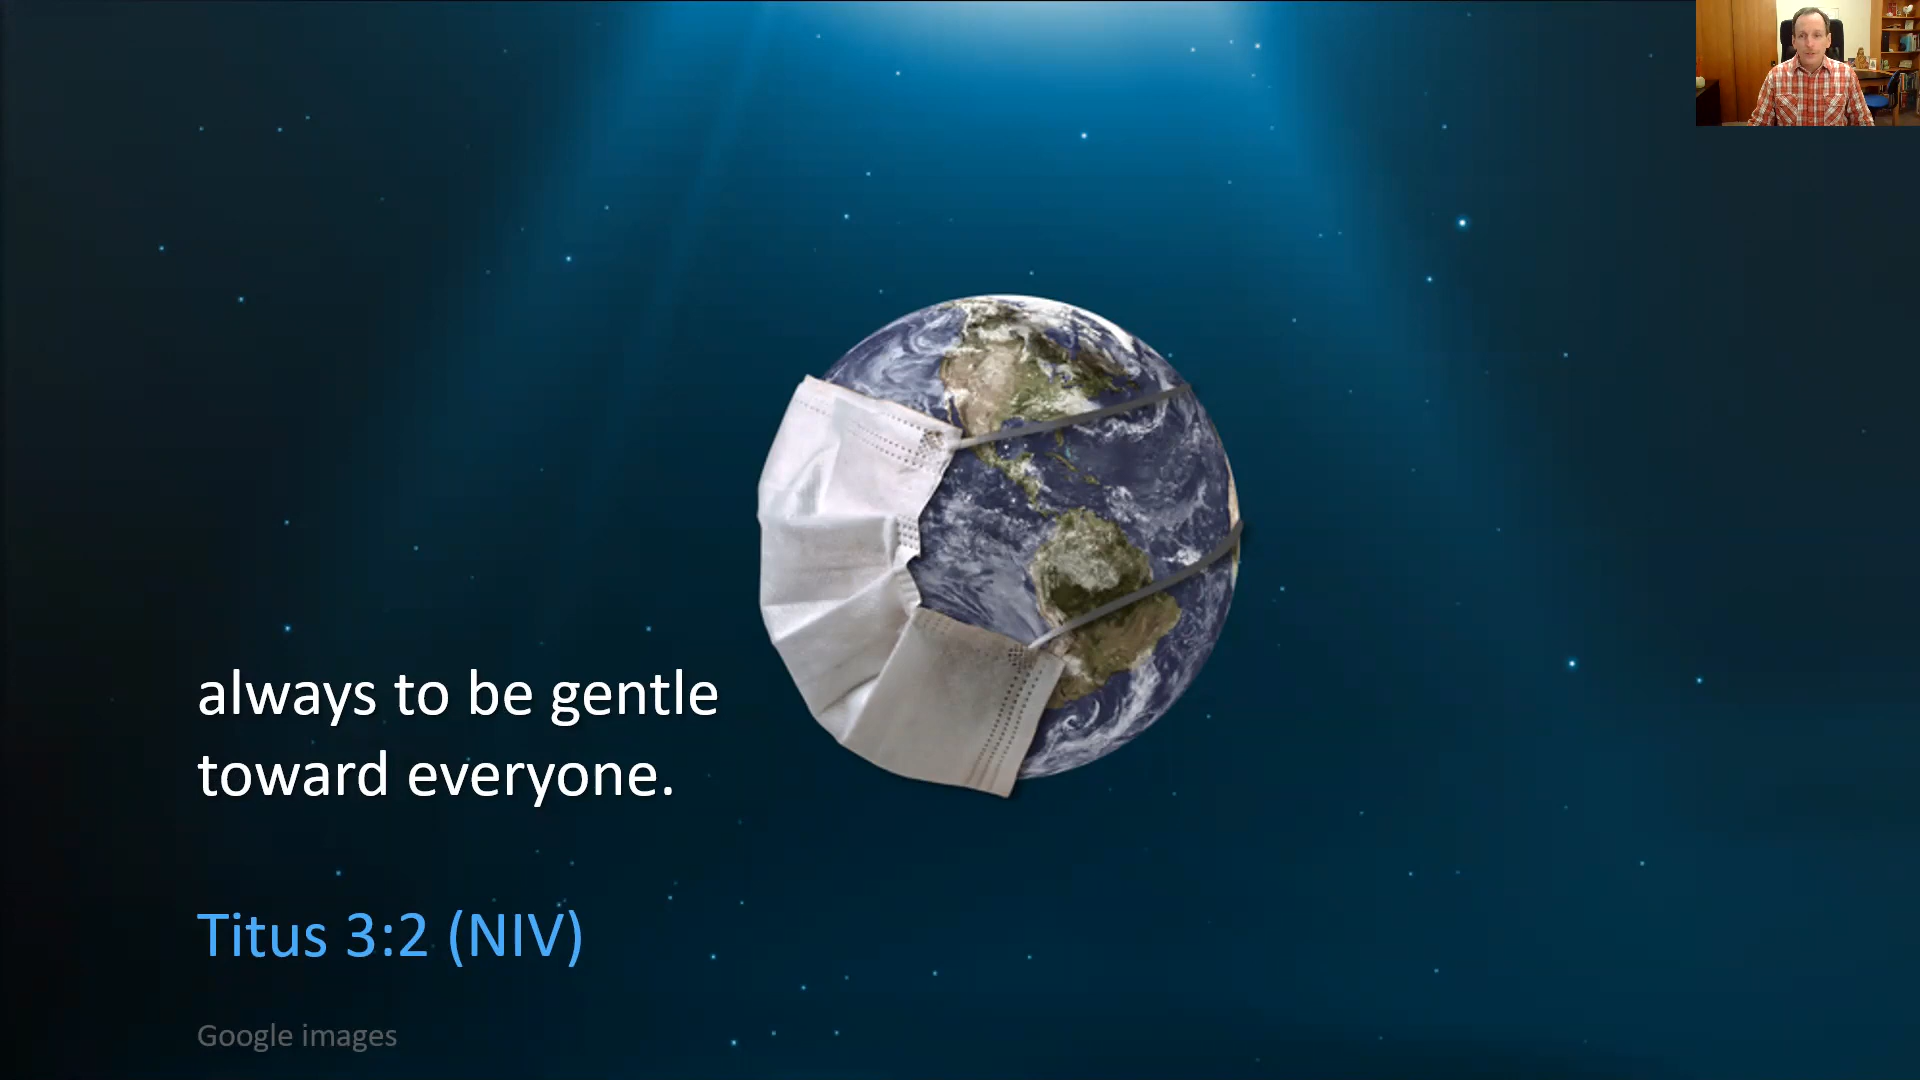 always to be gentle
toward everyone.
Titus 3:2 (NIV)
Google images